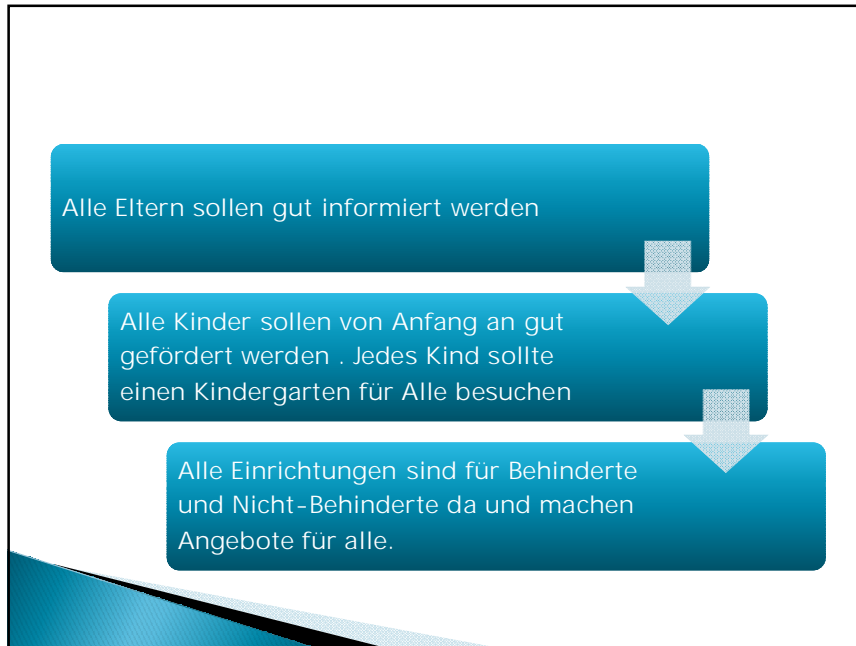 Alle Eltern sollen gut informiert werden
Alle Kinder sollen von Anfang an gut
gefördert werden . Jedes Kind sollte
einen Kindergarten für Alle besuchen
Alle Einrichtungen sind für Behinderte
und Nicht-Behinderte da und machen
Angebote für alle.